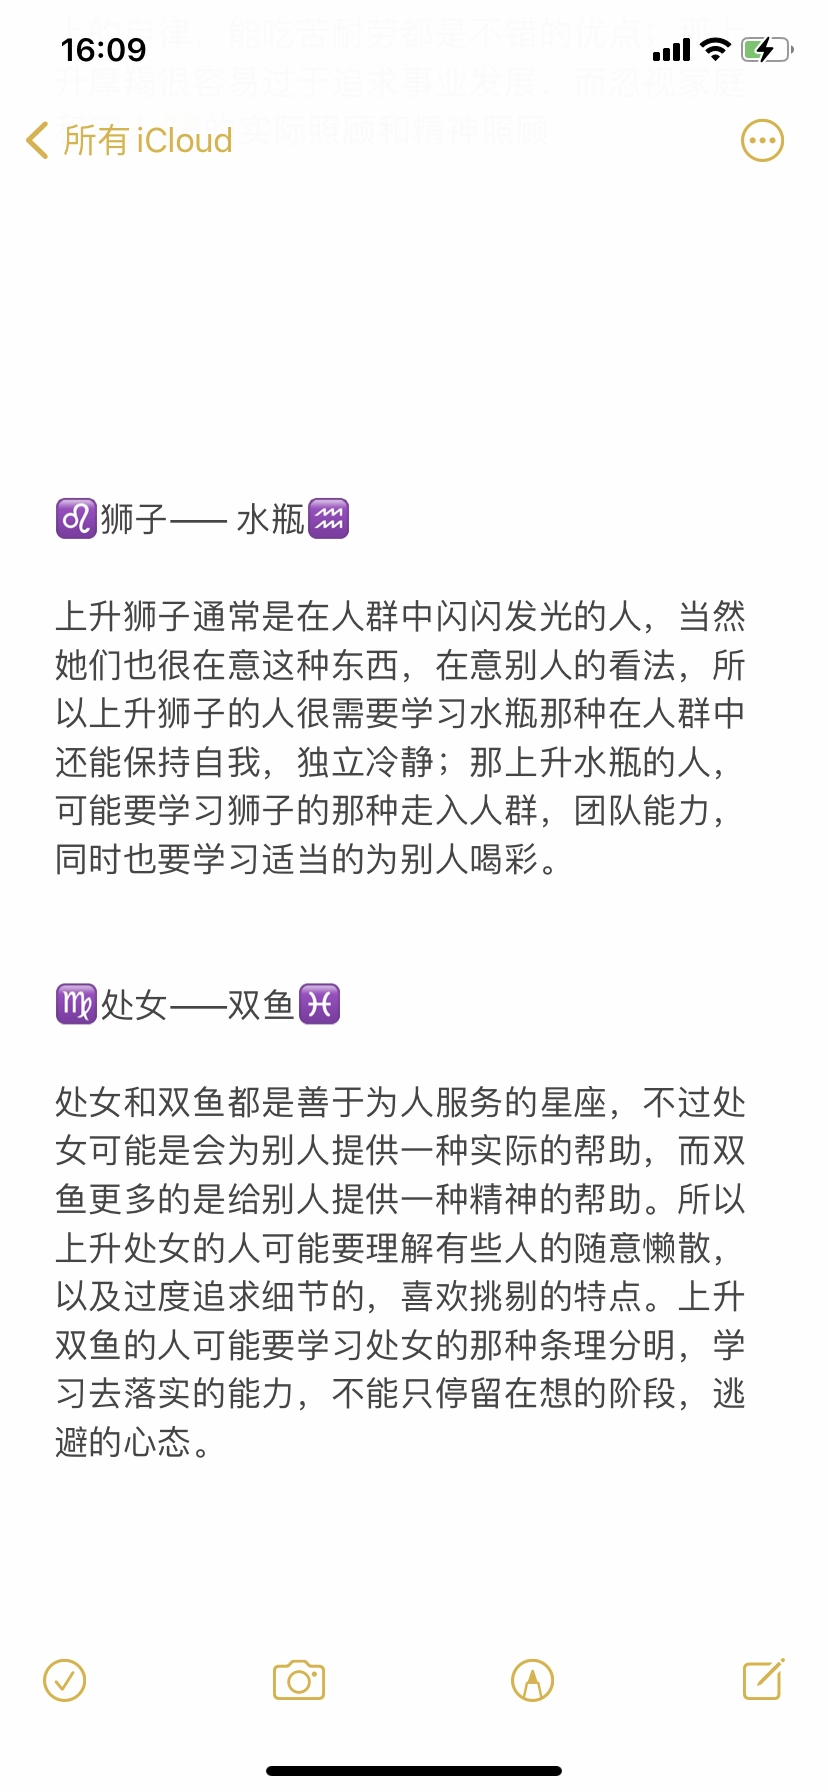 16:09
所有 iCloud
♌狮子—— 水瓶♒
上升狮子通常是在人群中闪闪发光的人，当然
她们也很在意这种东西，在意别人的看法，所
以上升狮子的人很需要学习水瓶那种在人群中
还能保持自我，独立冷静；那上升水瓶的人，
可能要学习狮子的那种走入人群，团队能力，
同时也要学习适当的为别人喝彩。
♍处女——双鱼♓
处女和双鱼都是善于为人服务的星座，不过处
女可能是会为别人提供一种实际的帮助，而双
鱼更多的是给别人提供一种精神的帮助。所以
上升处女的人可能要理解有些人的随意懒散，
以及过度追求细节的，喜欢挑剔的特点。上升
双鱼的人可能要学习处女的那种条理分明，学
习去落实的能力，不能只停留在想的阶段，逃
避的心态。